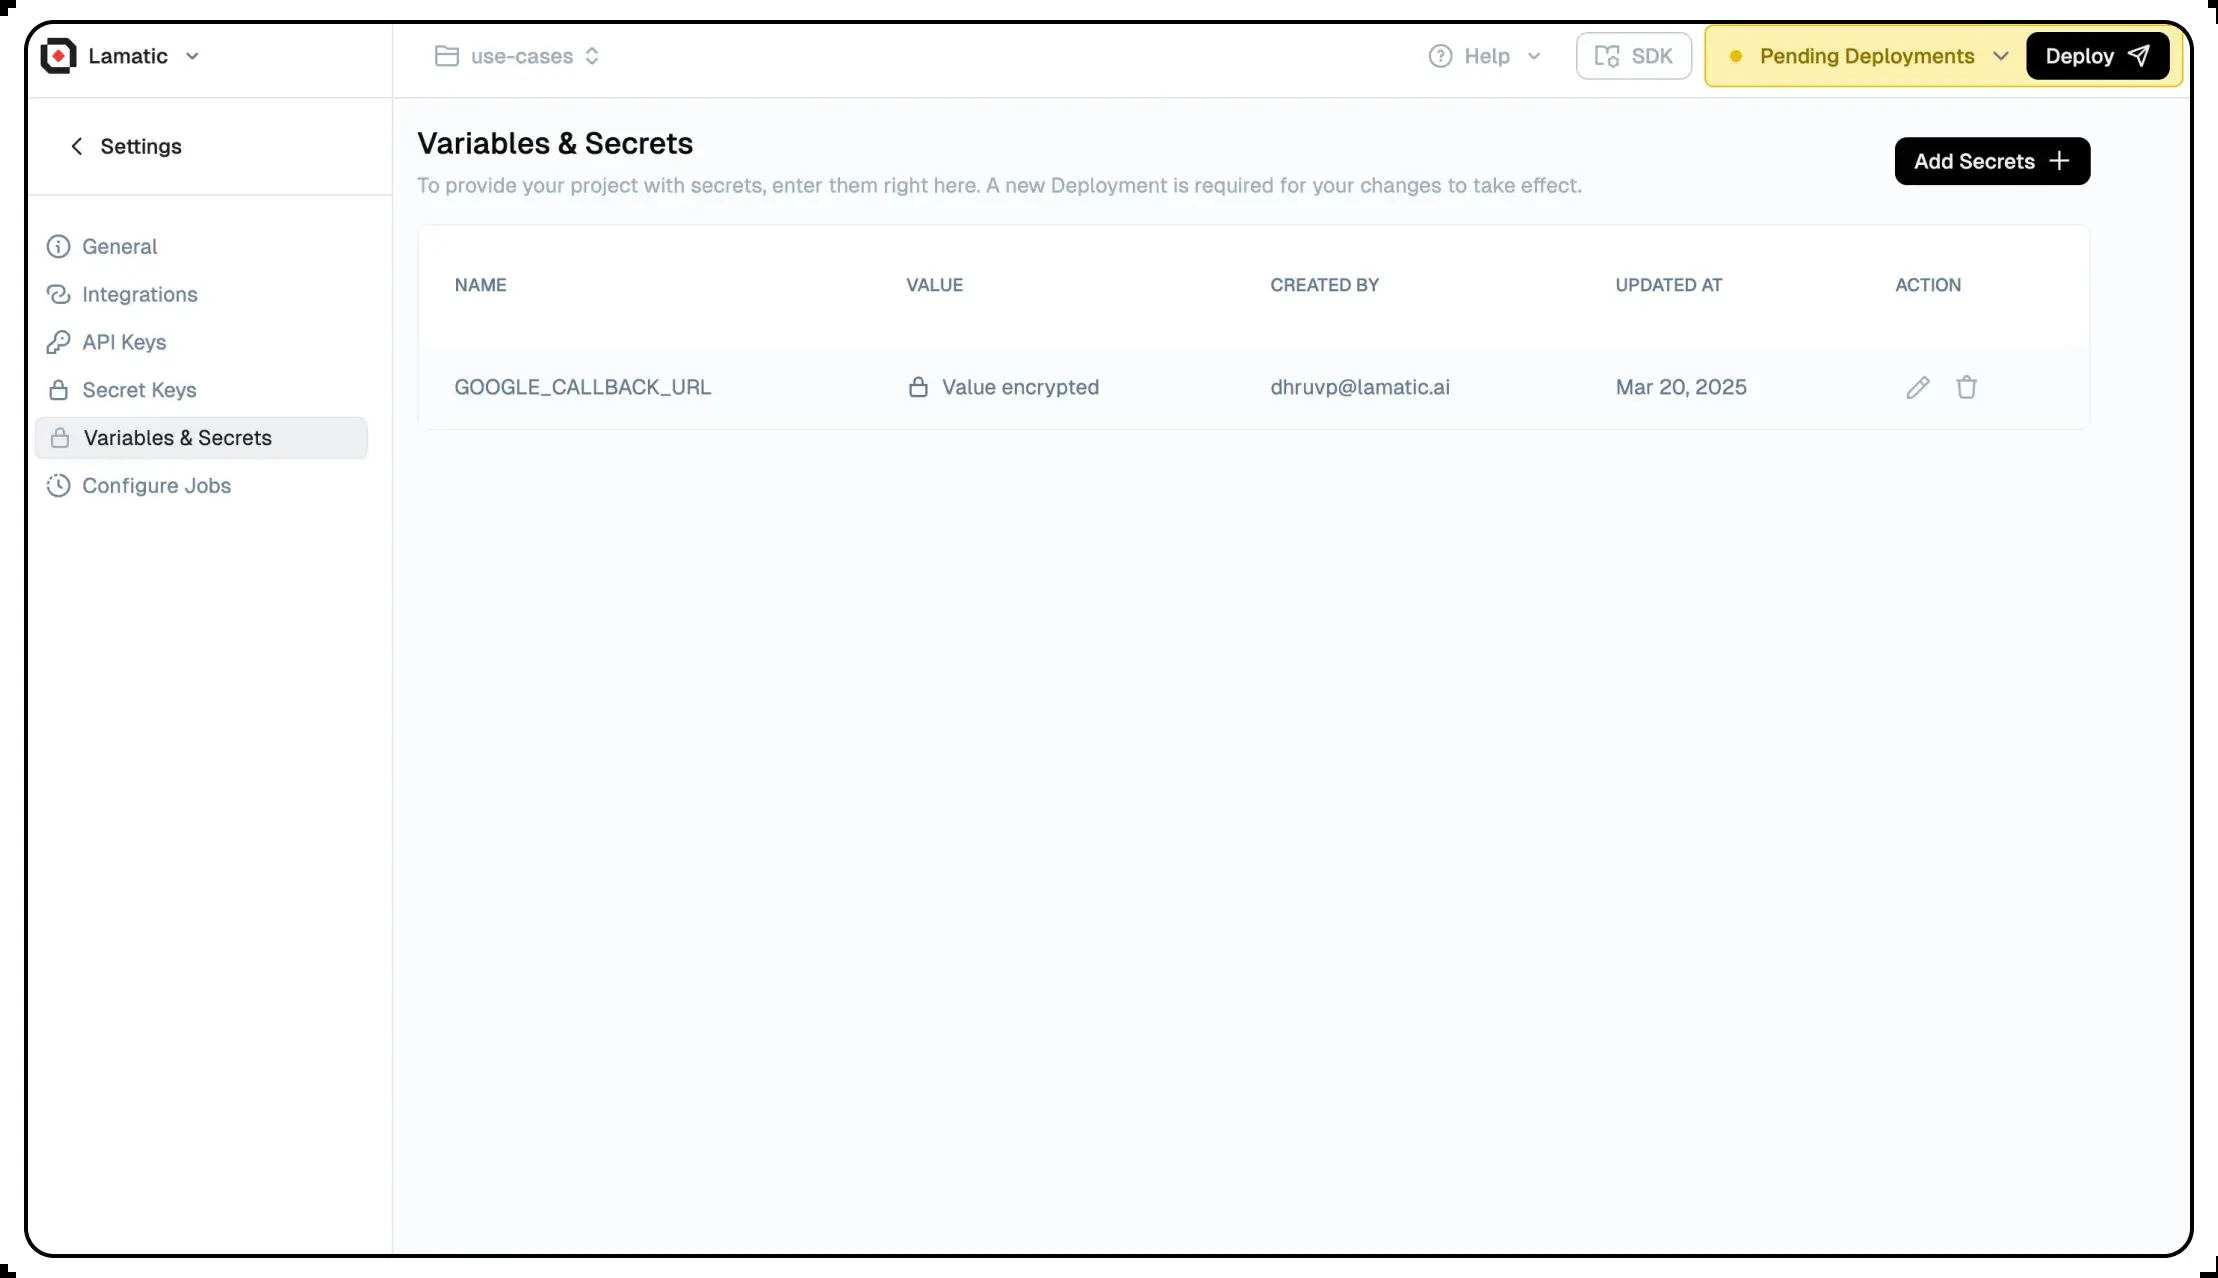 Lamatic
use-cases
Help
SDK
Pending Deployments
Deploy
Settings
General
Integrations
API Keys
Secret Keys
Variables & Secrets
Configure Jobs
Variables & Secrets
To provide your project with secrets, enter them right here. A new Deployment is required for your changes to take effect.
Add Secrets
NAME VALUE CREATED BY UPDATED AT ACTION
GOOGLE_CALLBACK_URL Value encrypted dhruvp@lamatic.ai Mar 20, 2025